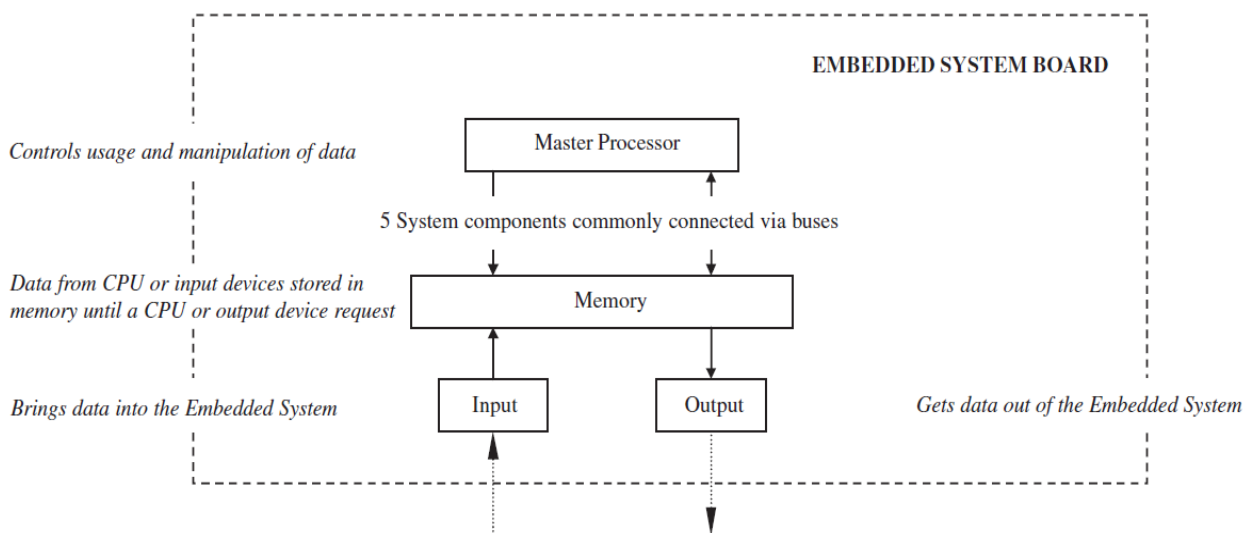 EMBEDDED SYSTEM BOARD
Controls usage and manipulation of data
Master Processor
5 System components commonly connected via buses
Data from CPU or input devices stored in
memory until a CPU or output device request
Memory
Brings data into the Embedded System
Input
Output
Gets data out of the Embedded System